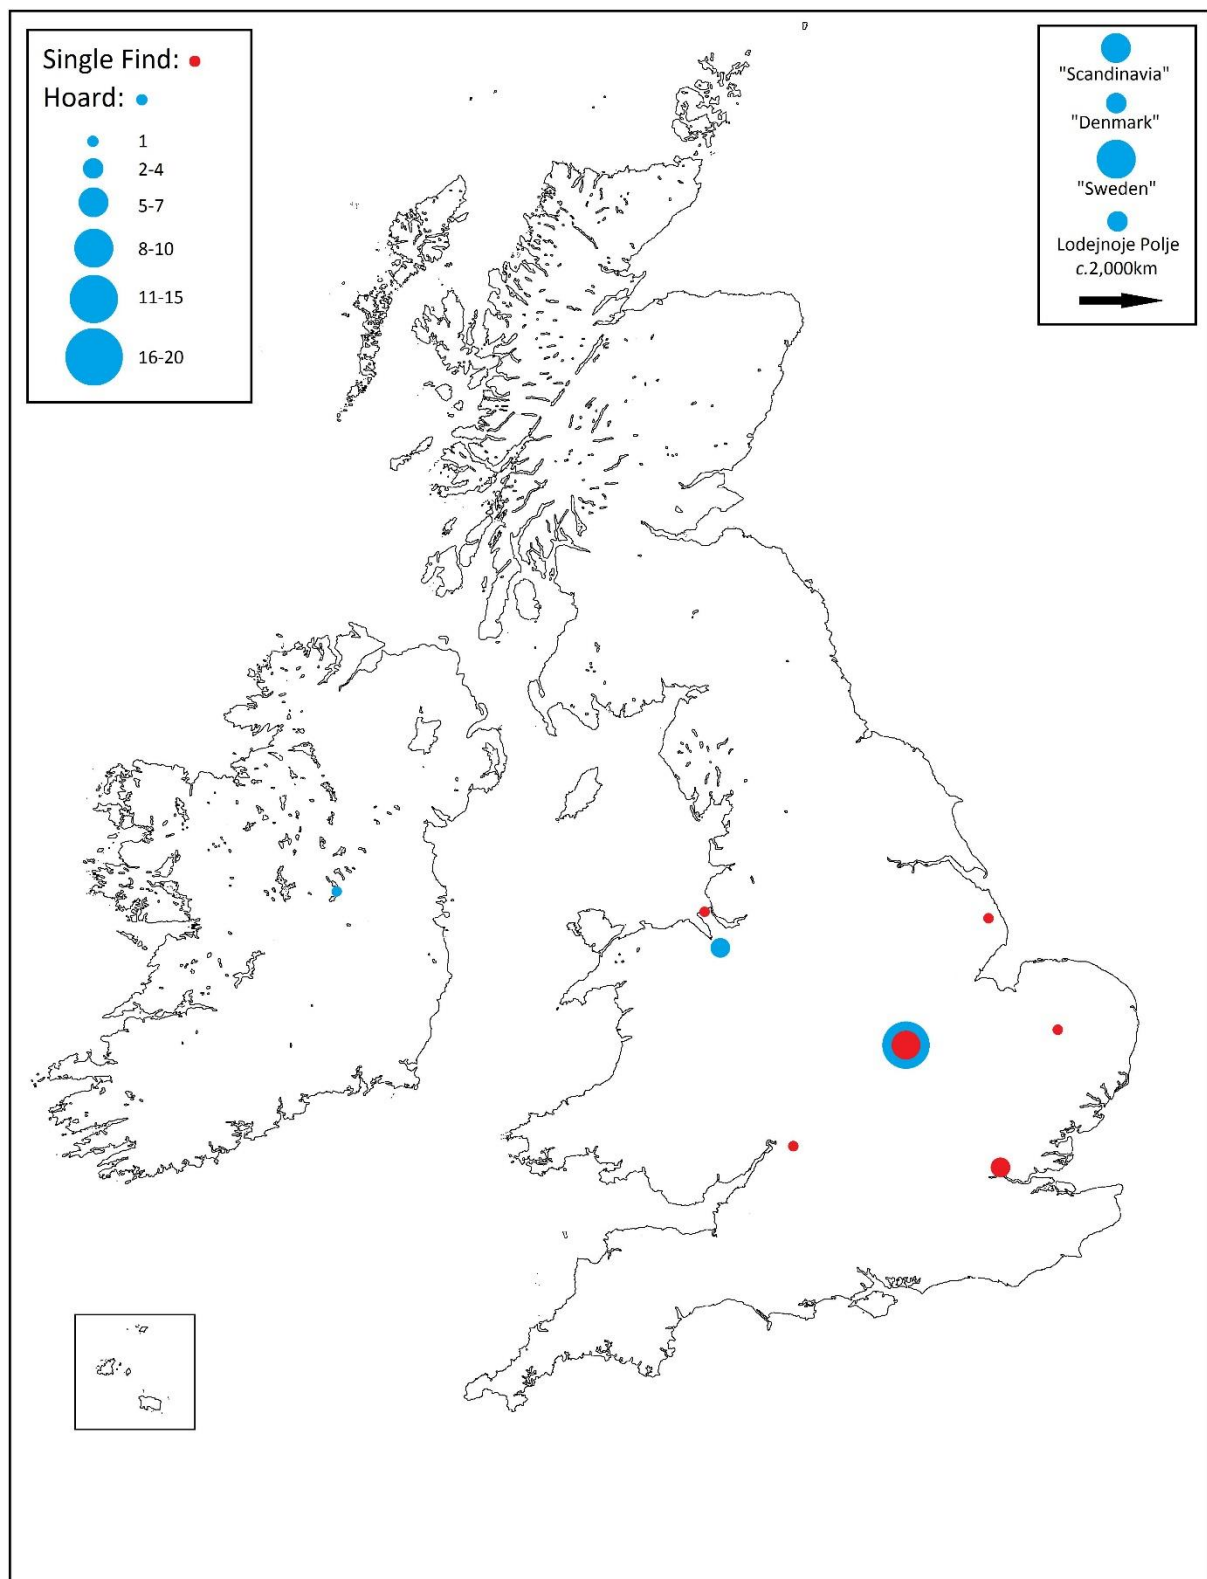 Single Find:
Hoard:
1
2-4
5-7
8-10
11-15
16-20
"Scandinavia"
"Denmark"
"Sweden"
Lodejnoje Polje
c.2,000km